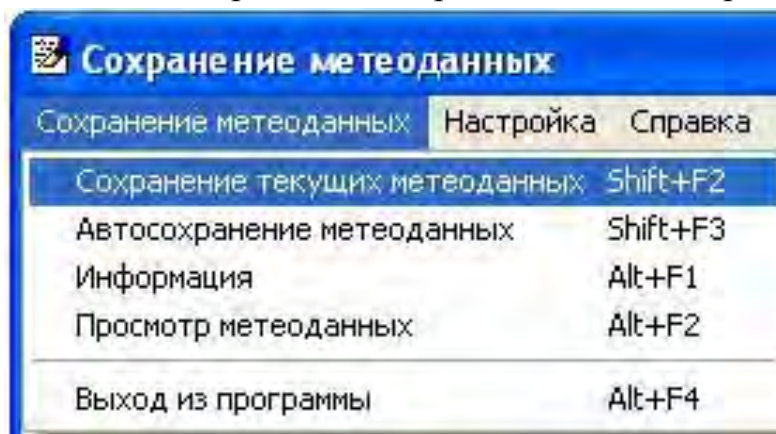 Сохранение метеоданных
Сохранение метеоданных Настройка Справка
Сохранение текущих метеоданных Shift+F2
Автосохранение метеоданных Shift+F3
Информация Alt+F1
Просмотр метеоданных Alt+F2
Выход из программы Alt+F4